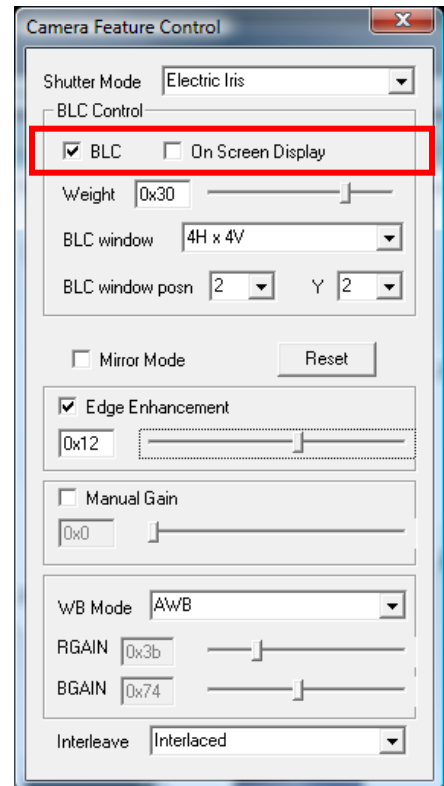 Camera Feature Control
Shutter Mode Electric Iris
BLC Control
BLC On Screen Display
Weight 0x30
BLC window 4H x 4V
BLC window posn 2 Y 2
Mirror Mode Reset
Edge Enhancement
0x12
Manual Gain
0x0
WB Mode AWB
RGAIN 0x3b
BGAIN 0x74
Interleave Interlaced